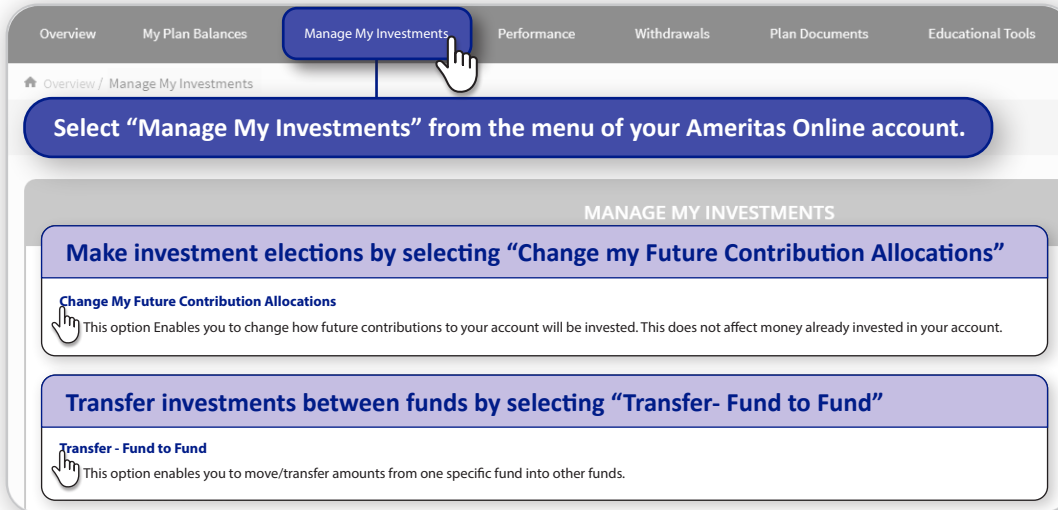 Overview My Plan Balances Manage My Investments Performance Withdrawals Plan Documents Educational Tools
Overview / Manage My Investments
Select “Manage My Investments” from the menu of your Ameritas Online account.
MANAGE MY INVESTMENTS
Make investment elections by selecting “Change my Future Contribution Allocations”
Change My Future Contribution Allocations
This option Enables you to change how future contributions to your account will be invested. This does not affect money already invested in your account.
Transfer investments between funds by selecting “Transfer- Fund to Fund”
Transfer - Fund to Fund
This option enables you to move/transfer amounts from one specific fund into other funds.